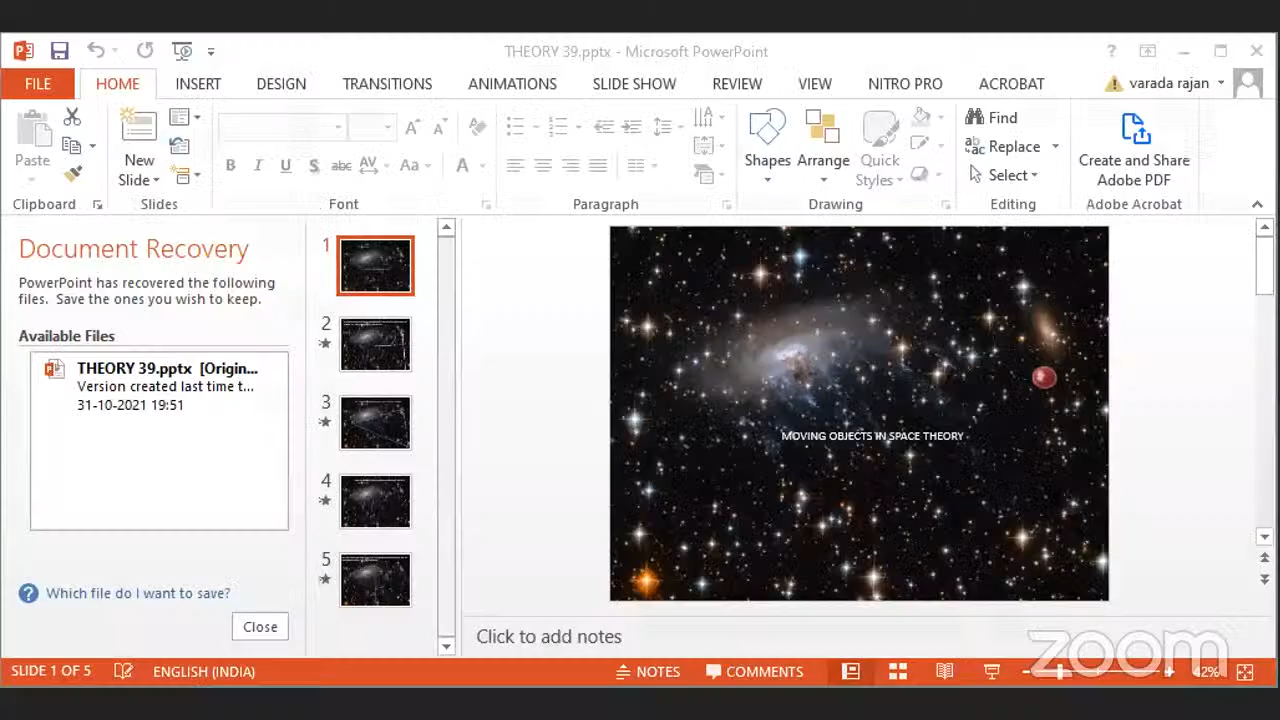 THEORY 39.pptx - Microsoft PowerPoint
FILE HOME INSERT DESIGN TRANSITIONS ANIMATIONS SLIDE SHOW REVIEW VIEW NITRO PRO ACROBAT varada rajan
Paste
New
Slide
Shapes
Arrange
Quick
Styles
Find
Replace
Select
Create and Share
Adobe PDF
Clipboard Slides Font Paragraph Drawing Editing Adobe Acrobat
Document Recovery
PowerPoint has recovered the following
files. Save the ones you wish to keep.
Available Files
THEORY 39.pptx [Origin...
Version created last time t...
31-10-2021 19:51
Which file do I want to save?
Close
1
2
3
4
5
MOVING OBJECTS IN SPACE THEORY
Click to add notes
zoom
SLIDE 1 OF 5 ENGLISH (INDIA) NOTES COMMENTS 42%